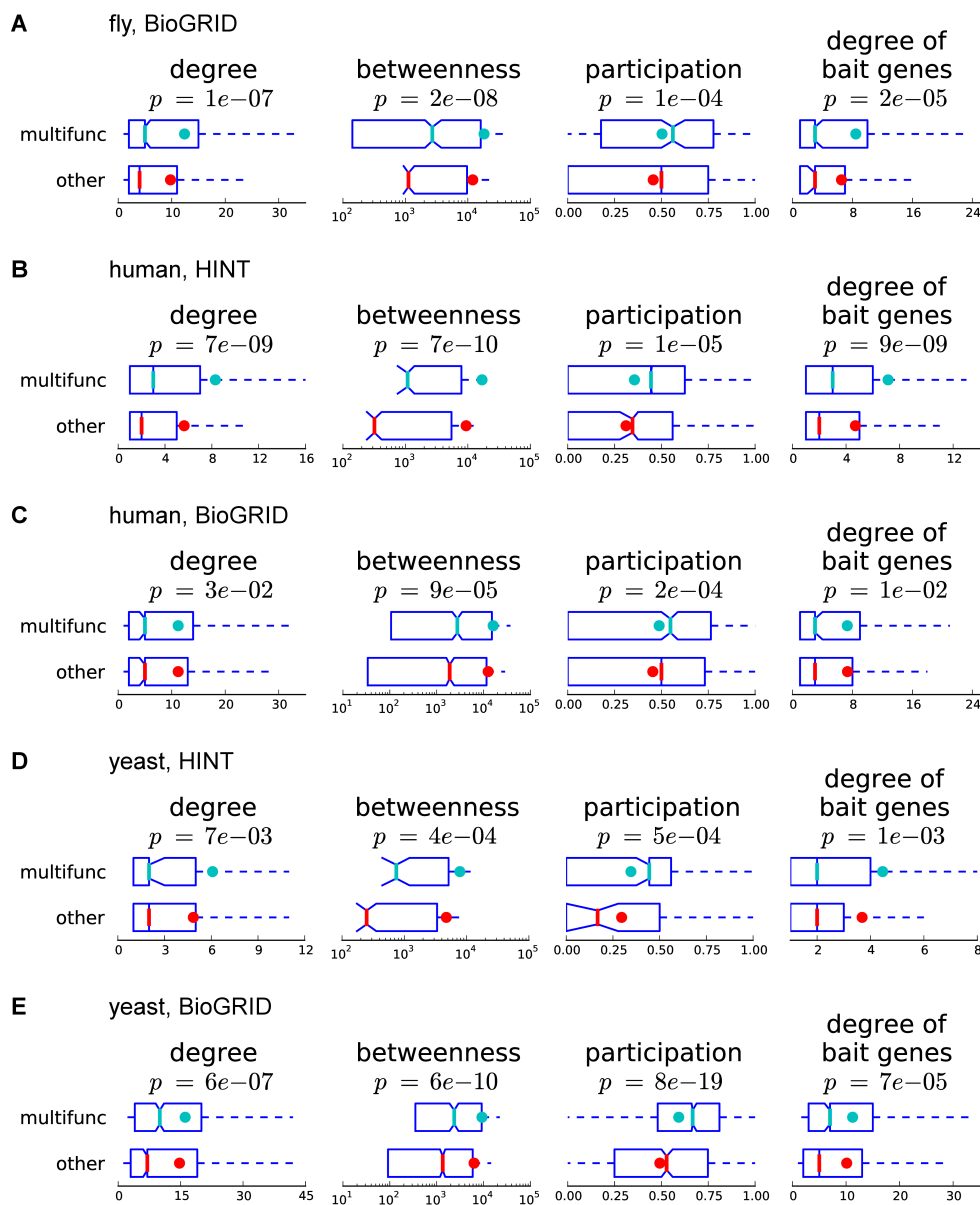 A fly, BioGRID
degree betweenness participation degree of bait genes
p = 1e−07 p = 2e−08 p = 1e−04 p = 2e−05
multifunc
other
0 10 20 30 10² 10³ 10⁴ 10⁵ 0.00 0.25 0.50 0.75 1.00 0 8 16 24
B human, HINT
degree betweenness participation degree of bait genes
p = 7e−09 p = 7e−10 p = 1e−05 p = 9e−09
multifunc
other
0 4 8 12 16 10² 10³ 10⁴ 10⁵ 0.00 0.25 0.50 0.75 1.00 0 4 8 12
C human, BioGRID
degree betweenness participation degree of bait genes
p = 3e−02 p = 9e−05 p = 2e−04 p = 1e−02
multifunc
other
0 10 20 30 10¹ 10² 10³ 10⁴ 10⁵ 0.00 0.25 0.50 0.75 1.00 0 8 16 24
D yeast, HINT
degree betweenness participation degree of bait genes
p = 7e−03 p = 4e−04 p = 5e−04 p = 1e−03
multifunc
other
0 3 6 9 12 10² 10³ 10⁴ 10⁵ 0.00 0.25 0.50 0.75 1.00 2 4 6 8
E yeast, BioGRID
degree betweenness participation degree of bait genes
p = 6e−07 p = 6e−10 p = 8e−19 p = 7e−05
multifunc
other
0 15 30 45 10¹ 10² 10³ 10⁴ 10⁵ 0.00 0.25 0.50 0.75 1.00 0 10 20 30